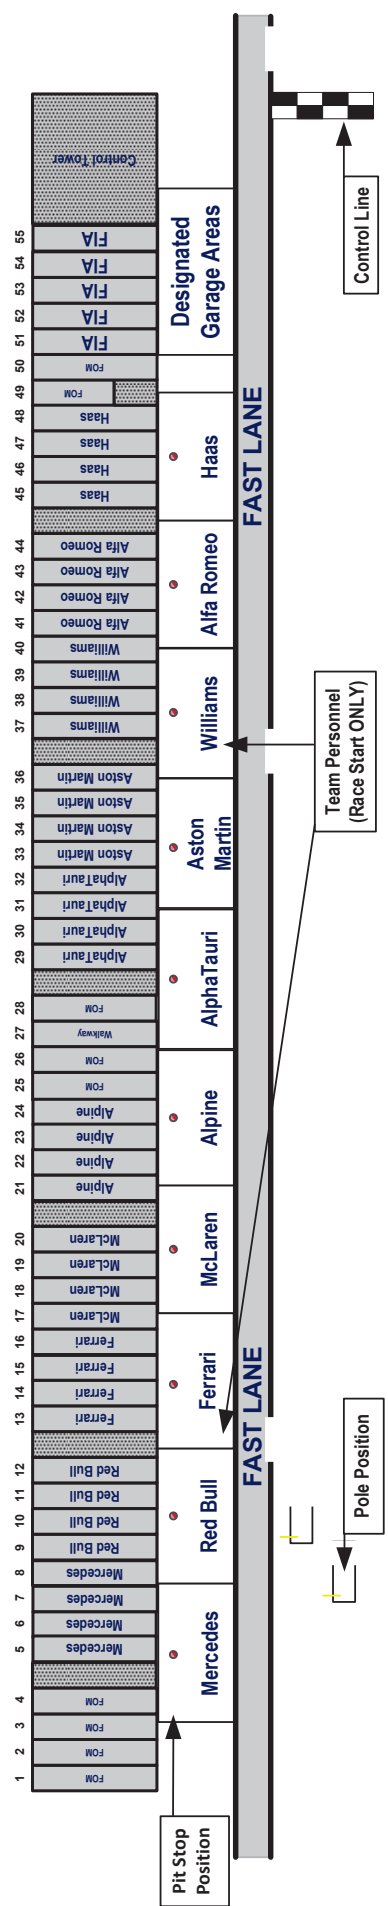 1
2
3
4
5
6
7
8
9
10
11
12
13
14
15
16
17
18
19
20
21
22
23
24
25
26
27
28
29
30
31
32
33
34
35
36
37
38
39
40
41
42
43
44
45
46
47
48
49
50
51
52
53
54
55
FOM
FOM
FOM
FOM
Mercedes
Mercedes
Mercedes
Mercedes
Red Bull
Red Bull
Red Bull
Red Bull
Ferrari
Ferrari
Ferrari
Ferrari
McLaren
McLaren
McLaren
McLaren
Alpine
Alpine
Alpine
Alpine
FOM
FOM
Walkway
FOM
AlphaTauri
AlphaTauri
AlphaTauri
AlphaTauri
Aston Martin
Aston Martin
Aston Martin
Aston Martin
Williams
Williams
Williams
Williams
Alfa Romeo
Alfa Romeo
Alfa Romeo
Alfa Romeo
Haas
Haas
Haas
Haas
FOM
FOM
FIA
FIA
FIA
FIA
FIA
Control Tower
Pit Stop
Position
Mercedes
Red Bull
Ferrari
McLaren
Alpine
AlphaTauri
Aston
Martin
Williams
Alfa Romeo
Haas
Designated
Garage Areas
FAST LANE
FAST LANE
Pole Position
Team Personnel
(Race Start ONLY)
Control Line